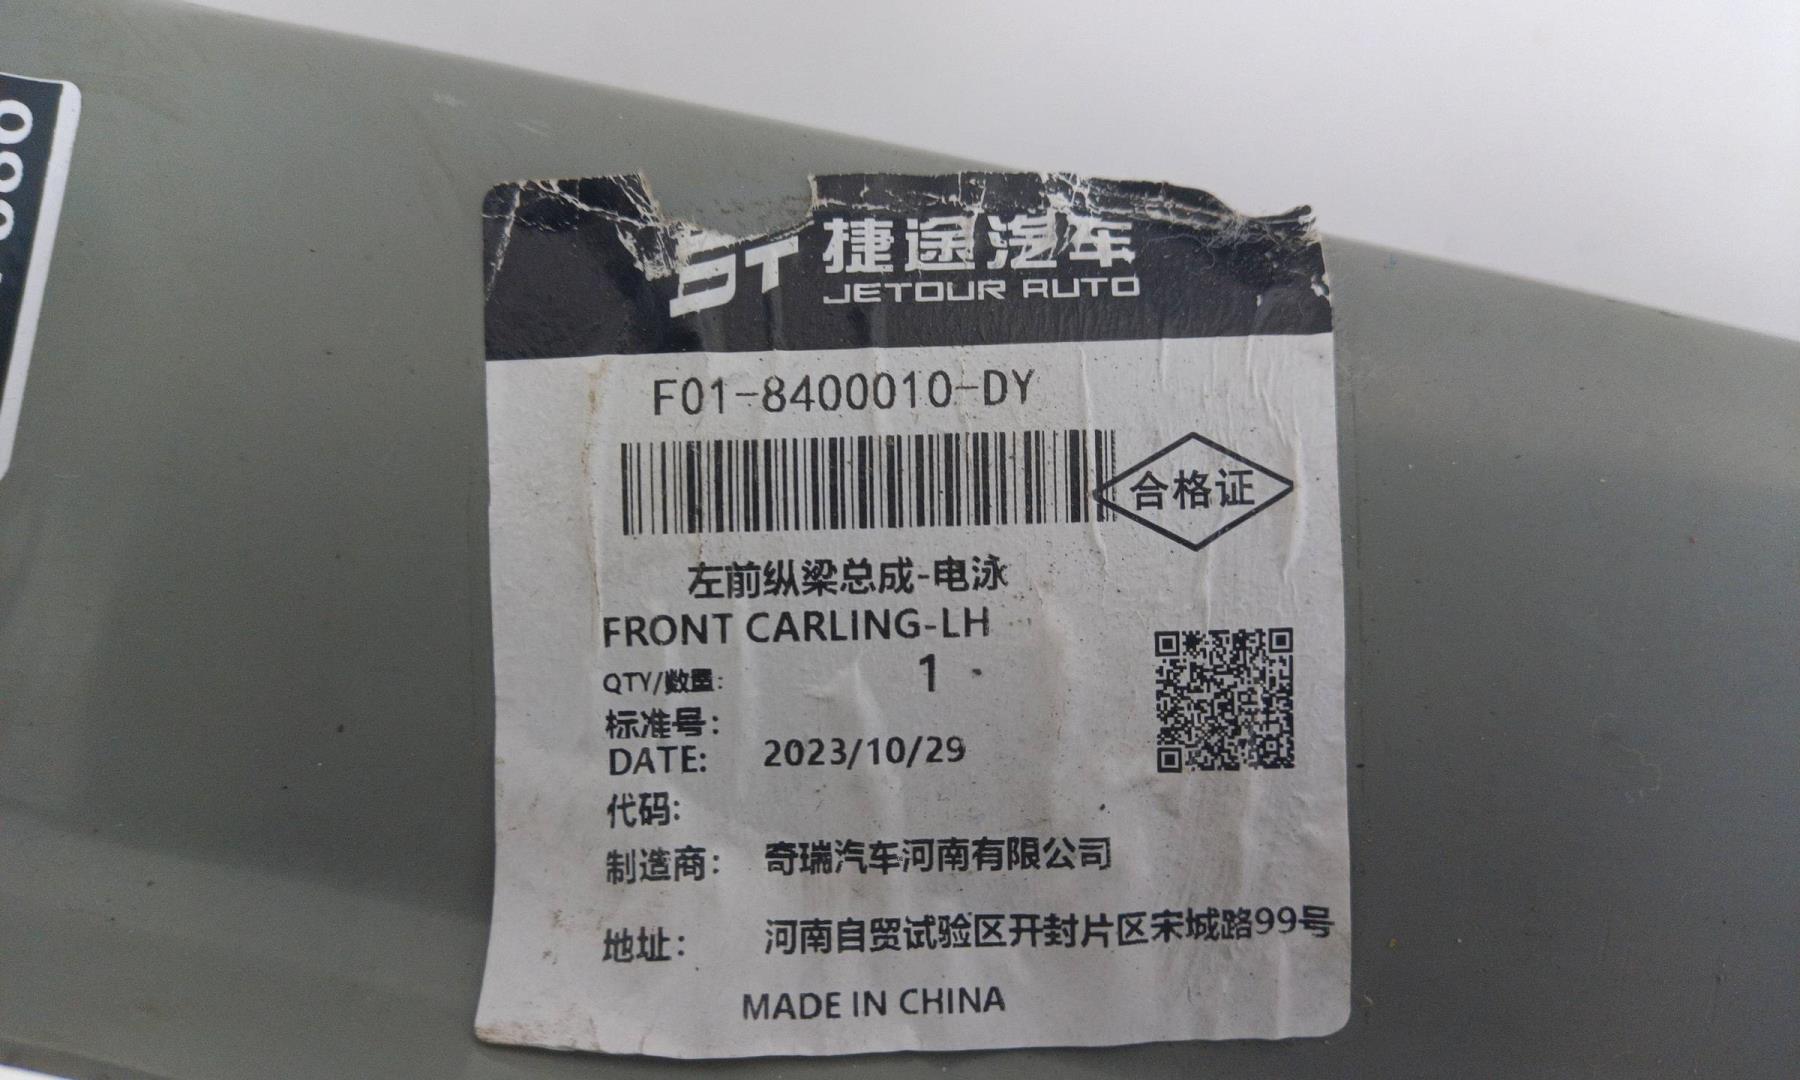 捷途汽车
JETOUR AUTO
F01-8400010-DY
合格证
左前纵梁总成-电泳
FRONT CARLING-LH
QTY/数量: 1
标准号:
DATE: 2023/10/29
代码:
制造商: 奇瑞汽车河南有限公司
地址: 河南自贸试验区开封片区宋城路99号
MADE IN CHINA